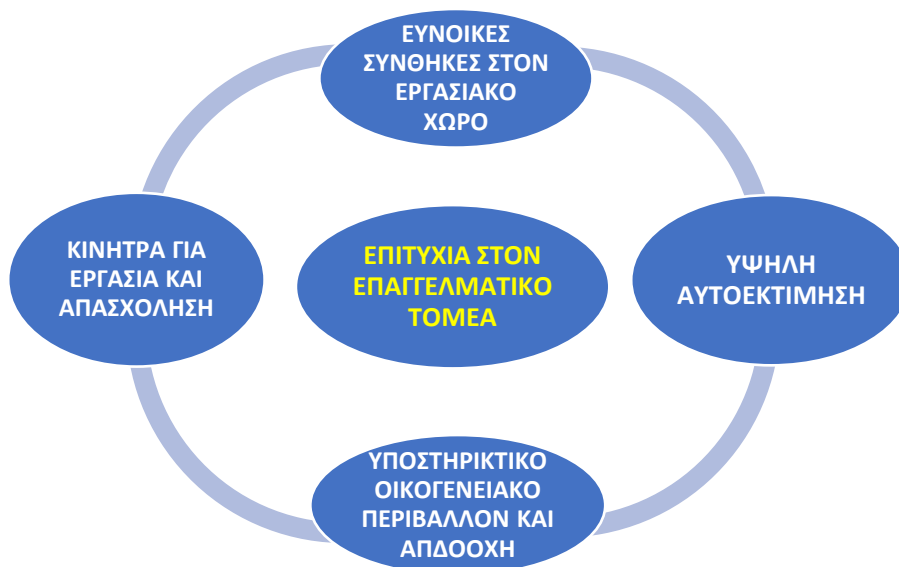 ΕΥΝΟΙΚΕΣ
ΣΥΝΘΗΚΕΣ ΣΤΟΝ
ΕΡΓΑΣΙΑΚΟ
ΧΩΡΟ
ΚΙΝΗΤΡΑ ΓΙΑ
ΕΡΓΑΣΙΑ ΚΑΙ
ΑΠΑΣΧΟΛΗΣΗ
ΕΠΙΤΥΧΙΑ ΣΤΟΝ
ΕΠΑΓΓΕΛΜΑΤΙΚΟ
ΤΟΜΕΑ
ΥΨΗΛΗ
ΑΥΤΟΕΚΤΙΜΗΣΗ
ΥΠΟΣΤΗΡΙΚΤΙΚΟ
ΟΙΚΟΓΕΝΕΙΑΚΟ
ΠΕΡΙΒΑΛΛΟΝ ΚΑΙ
ΑΠΔΟΟΧΗ